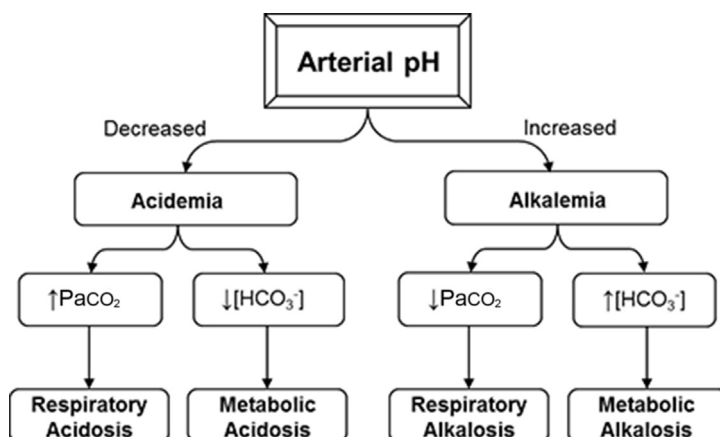 Arterial pH
Decreased
Increased
Acidemia
Alkalemia
↑PaCO₂
↓[HCO₃⁻]
↓PaCO₂
↑[HCO₃⁻]
Respiratory
Acidosis
Metabolic
Acidosis
Respiratory
Alkalosis
Metabolic
Alkalosis